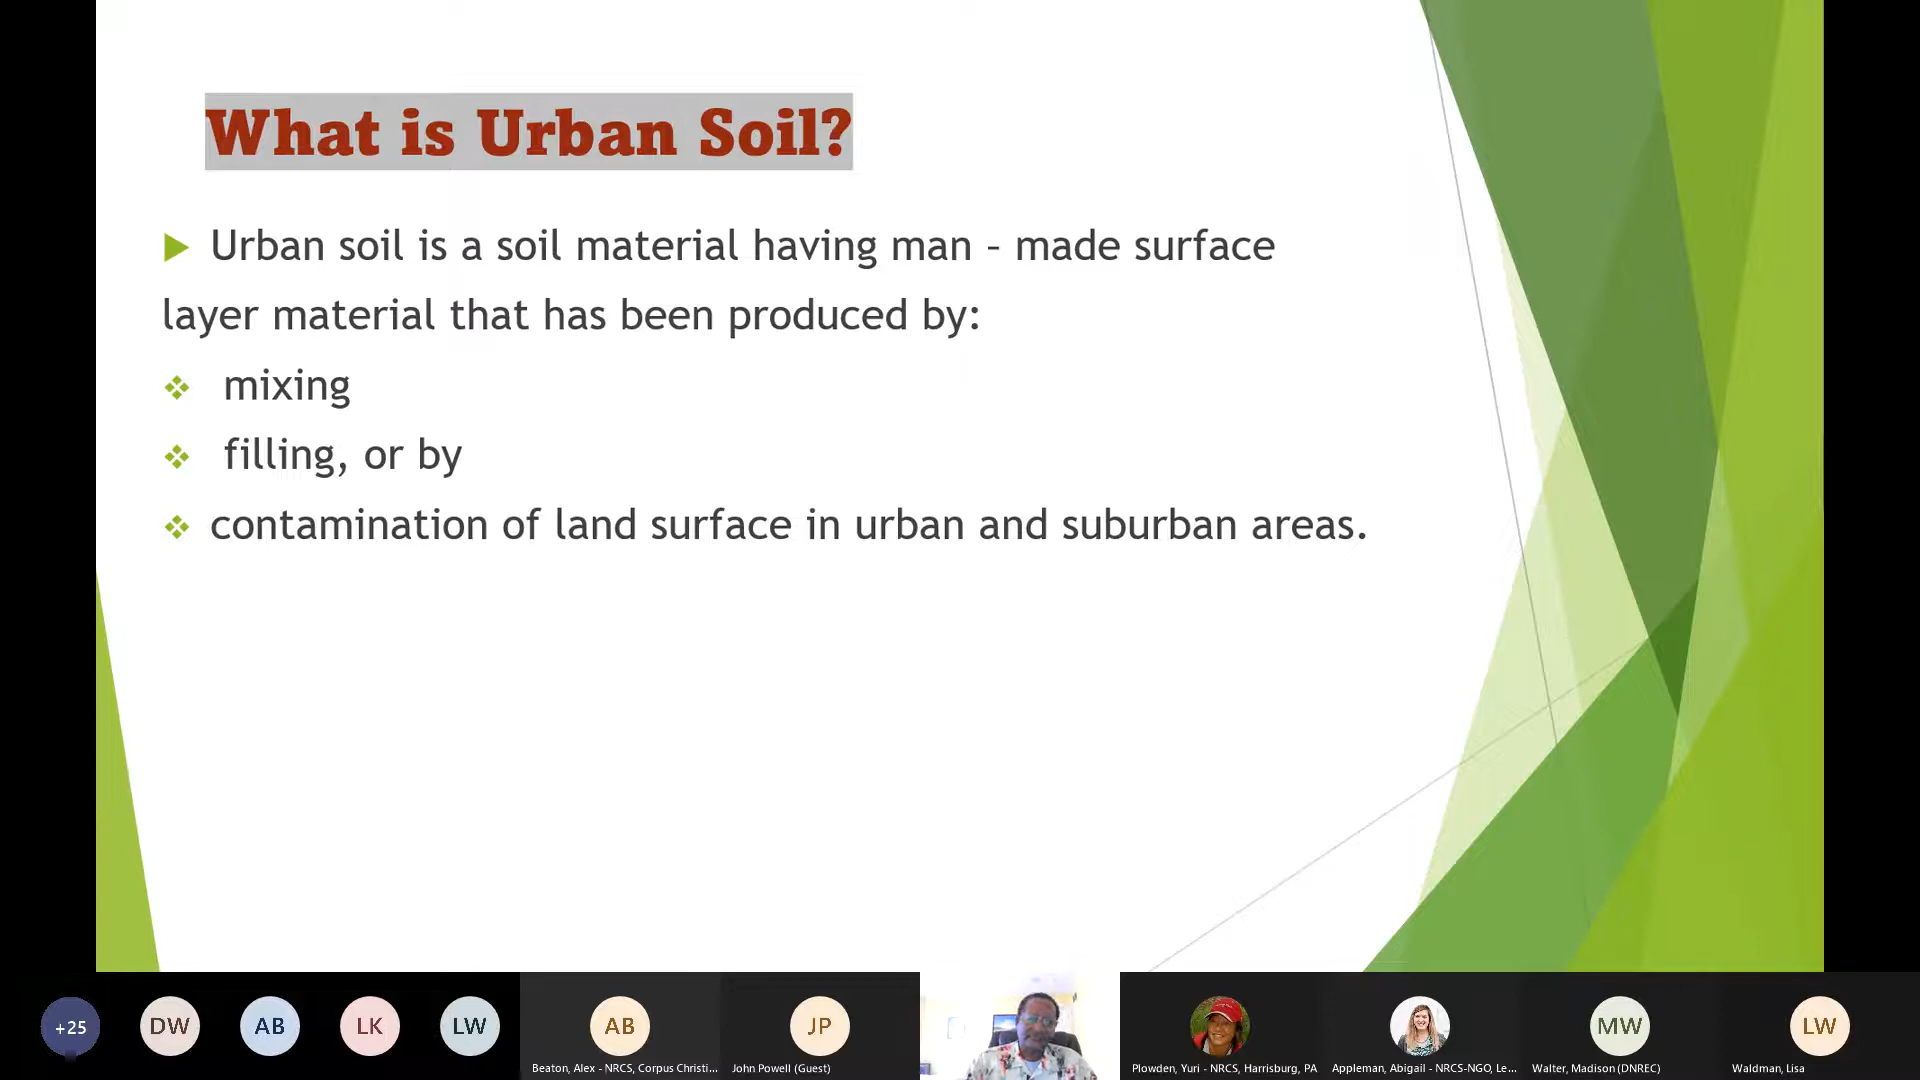 What is Urban Soil?
Urban soil is a soil material having man – made surface
layer material that has been produced by:
mixing
filling, or by
contamination of land surface in urban and suburban areas.
+25
DW
AB
LK
LW
AB
JP
MW
LW
Beaton, Alex - NRCS, Corpus Christi...
John Powell (Guest)
Plowden, Yuri - NRCS, Harrisburg, PA
Appleman, Abigail - NRCS-NGO, Le...
Walter, Madison (DNREC)
Waldman, Lisa